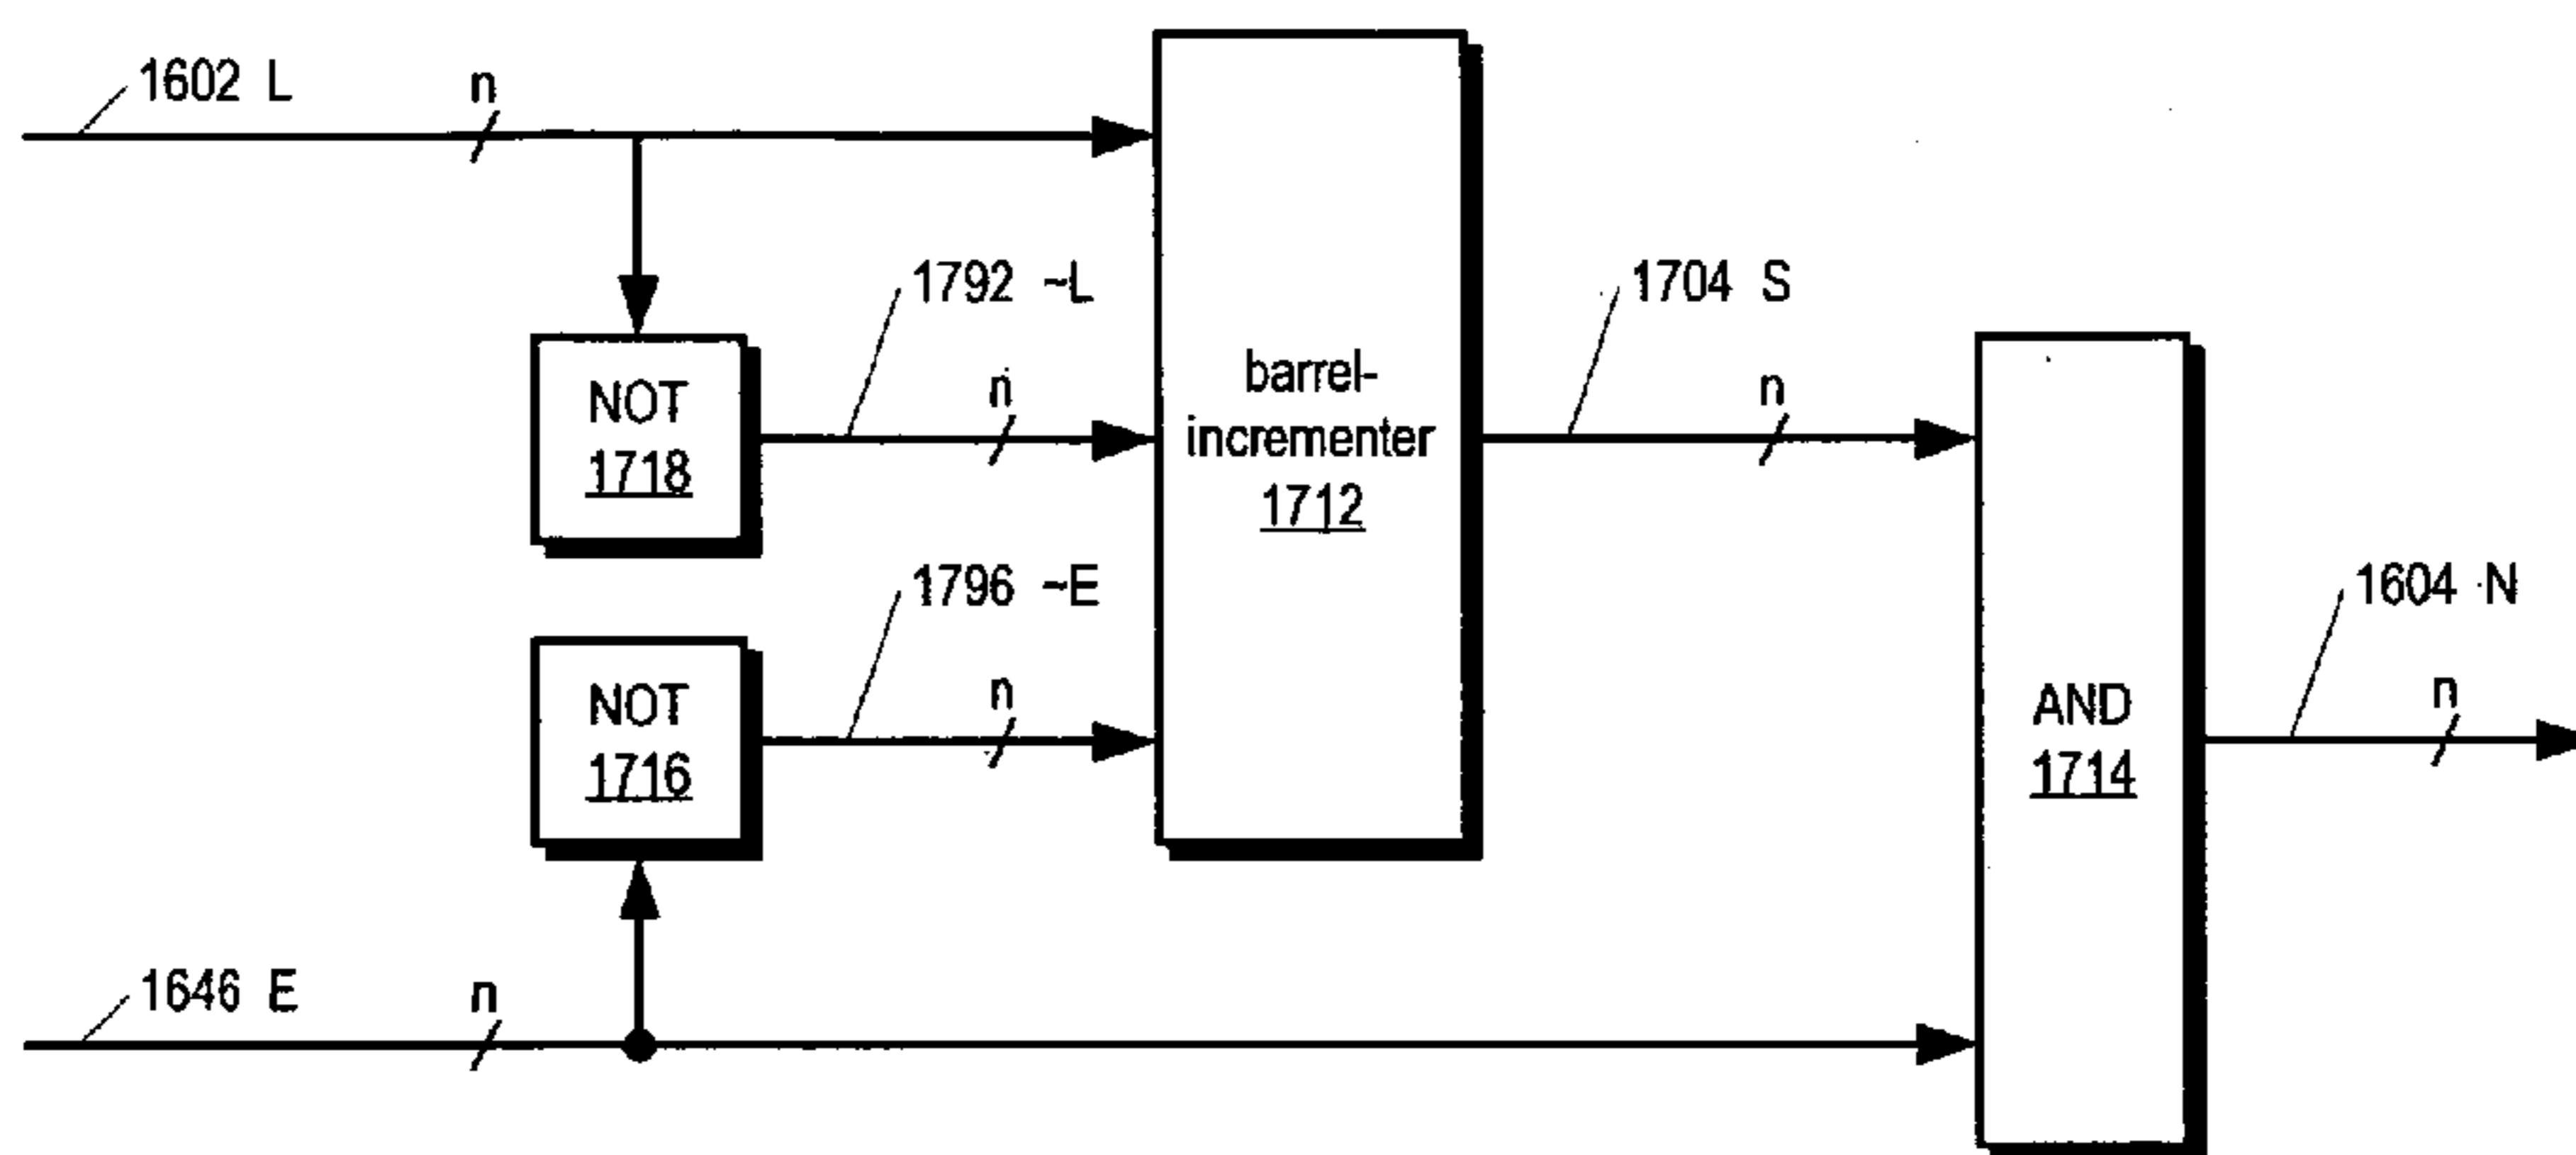 1602 L
n
NOT
1718
1792 ~L
n
barrel-
incrementer
1712
1704 S
n
NOT
1716
1796 ~E
n
AND
1714
1604 N
n
1646 E
n